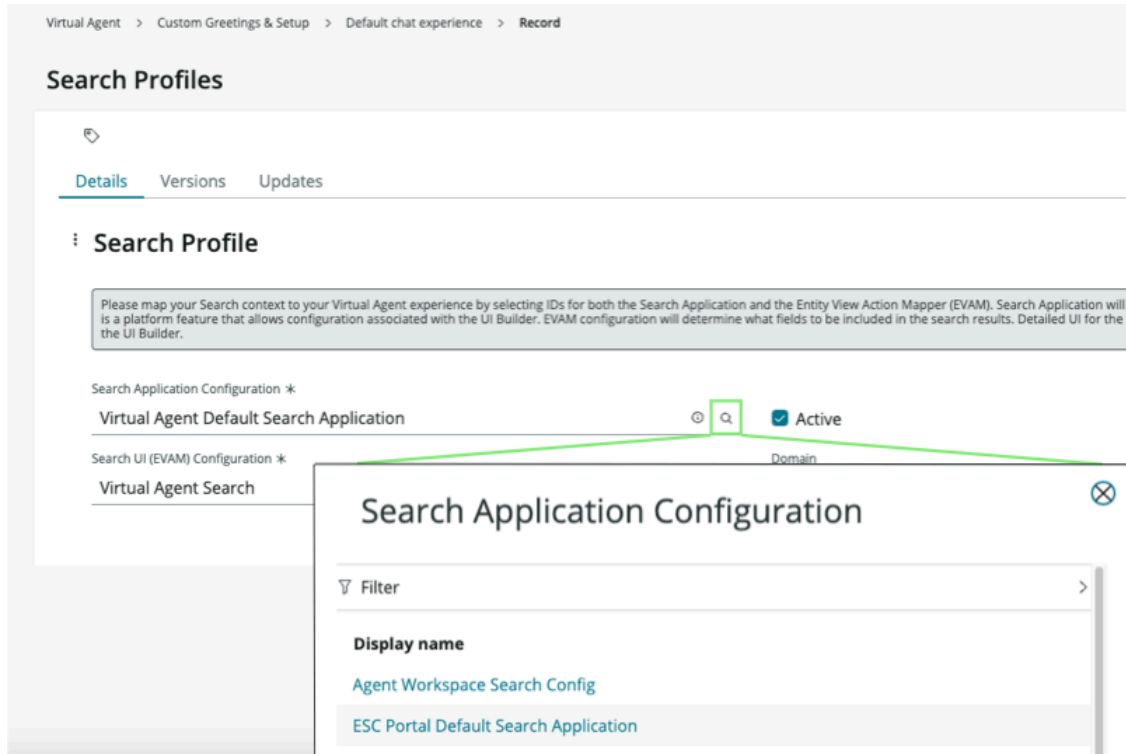 Virtual Agent > Custom Greetings & Setup > Default chat experience > Record
Search Profiles
Details Versions Updates
Search Profile
Please map your Search context to your Virtual Agent experience by selecting IDs for both the Search Application and the Entity View Action Mapper (EVAM). Search Application will
is a platform feature that allows configuration associated with the UI Builder. EVAM configuration will determine what fields to be included in the search results. Detailed UI for the
the UI Builder.
Search Application Configuration *
Virtual Agent Default Search Application
Active
Search UI (EVAM) Configuration *
Domain
Virtual Agent Search
Search Application Configuration
Filter
Display name
Agent Workspace Search Config
ESC Portal Default Search Application